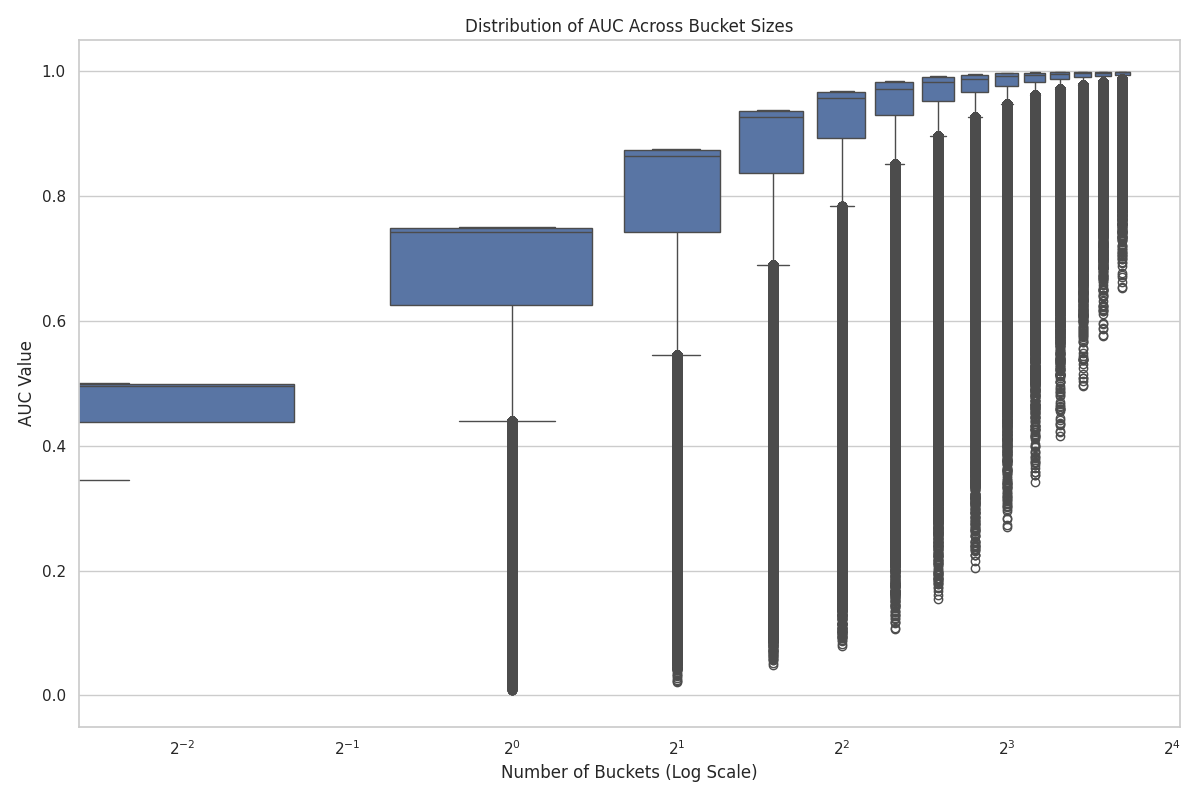 Distribution of AUC Across Bucket Sizes
1.0
0.8
0.6
0.4
0.2
0.0
AUC Value
2⁻² 2⁻¹ 2⁰ 2¹ 2² 2³ 2⁴
Number of Buckets (Log Scale)